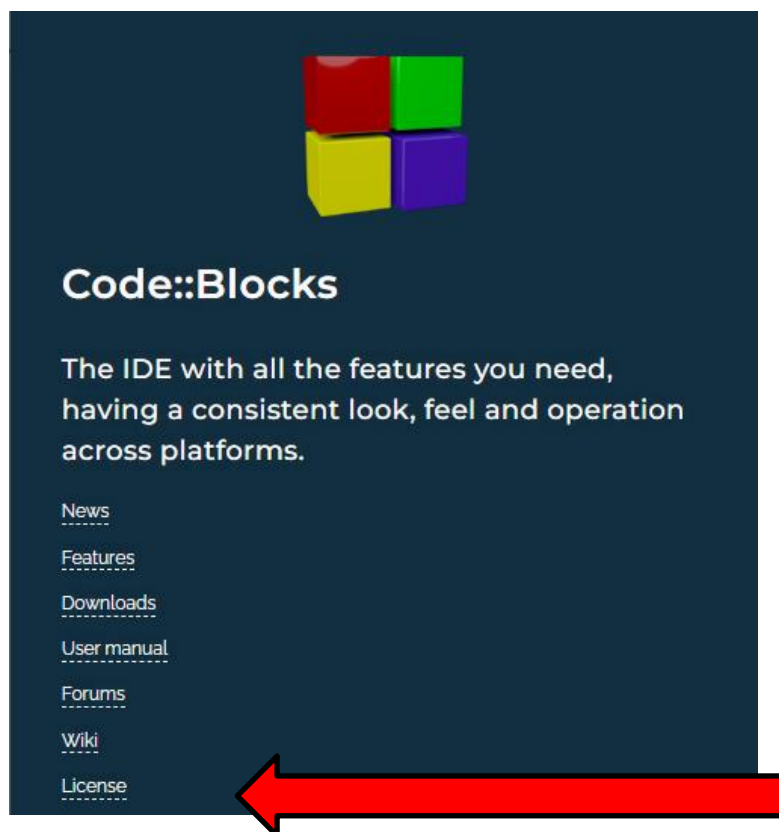 Code::Blocks
The IDE with all the features you need,
having a consistent look, feel and operation
across platforms.
News
Features
Downloads
User manual
Forums
Wiki
License